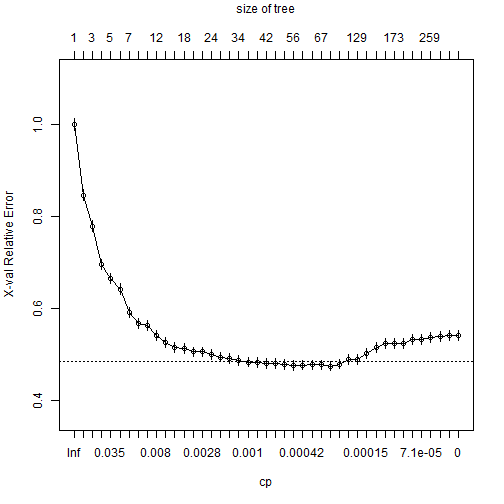 size of tree
1 3 5 7 12 18 24 34 42 56 67 129 173 259
X-val Relative Error
1.0
0.8
0.6
0.4
Inf 0.035 0.008 0.0028 0.001 0.00042 0.00015 7.1e-05 0
cp